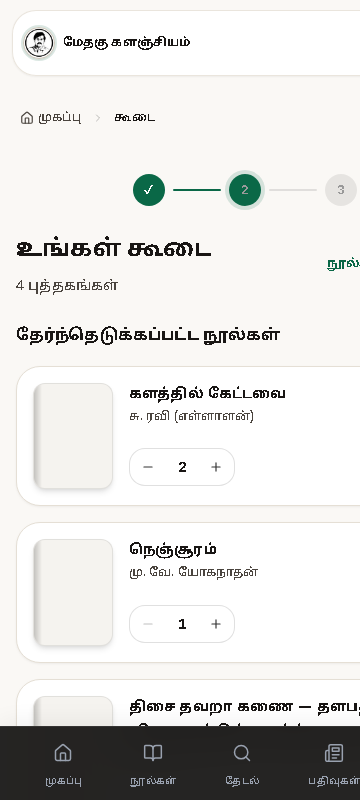 மேதகு களஞ்சியம்
முகப்பு › கூடை
✓ 2 3
உங்கள் கூடை
4 புத்தகங்கள்
தேர்ந்தெடுக்கப்பட்ட நூல்கள்
களத்தில் கேட்டவை
சு. ரவி (எள்ளாளன்)
− 2 +
நெஞ்சூரம்
மு. வே. யோகநாதன்
− 1 +
திசை தவறா கணை —
முகப்பு நூல்கள் தேடல் பதிவுகள்